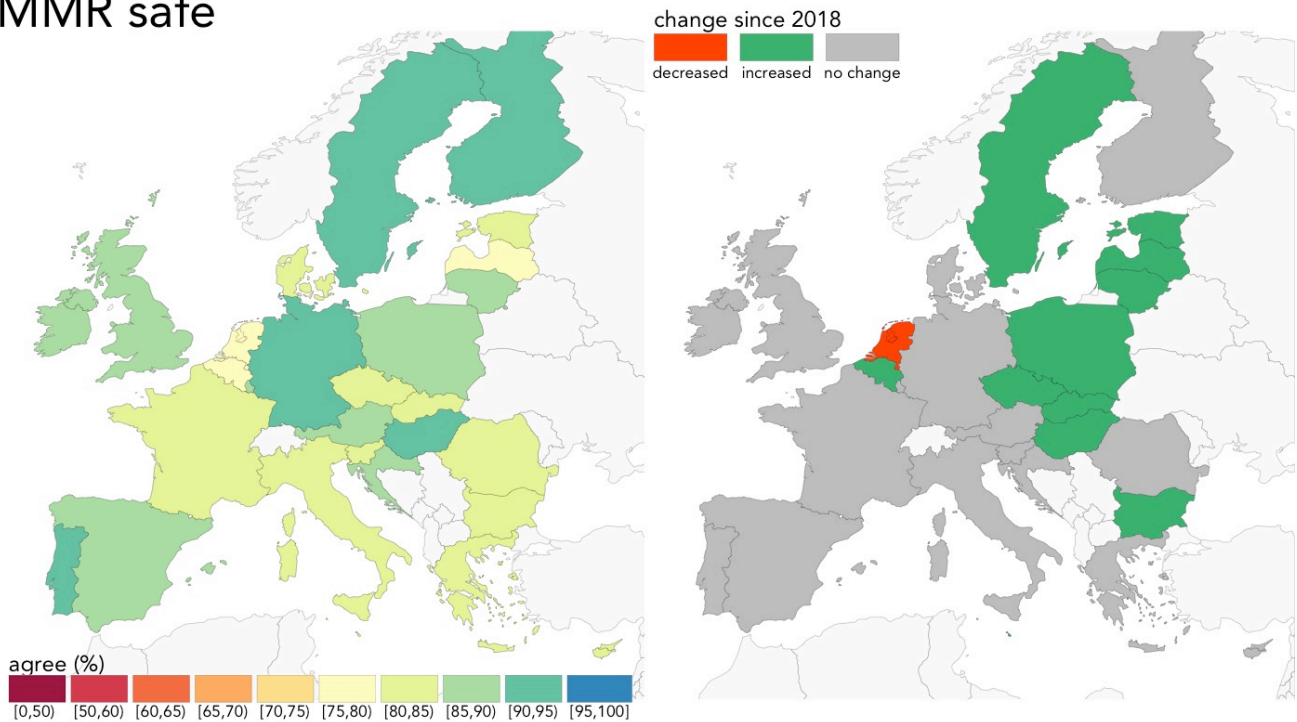 MMR safe
change since 2018
decreased increased no change
agree (%)
[0,50) [50,60) [60,65) [65,70) [70,75) [75,80) [80,85) [85,90) [90,95) [95,100]